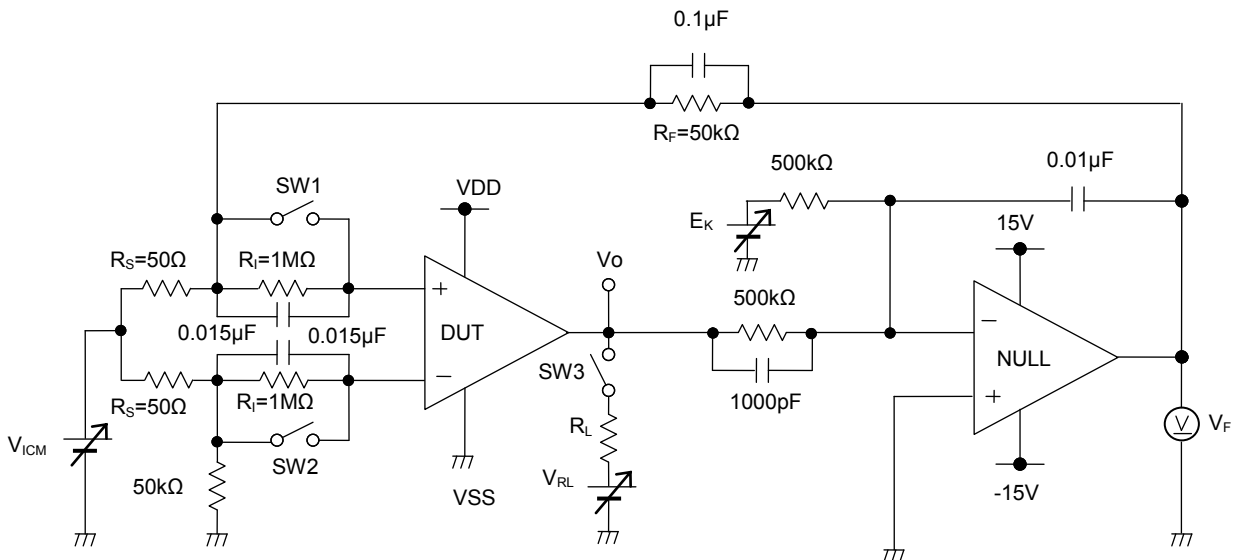 0.1µF
RF=50kΩ
500kΩ
0.01µF
SW1
VDD
EK
15V
RS=50Ω
RI=1MΩ
Vo
500kΩ
0.015µF
0.015µF
+
DUT
−
−
NULL
+
SW3
1000pF
RS=50Ω
RI=1MΩ
VICM
SW2
RL
V
VF
50kΩ
VSS
VRL
-15V